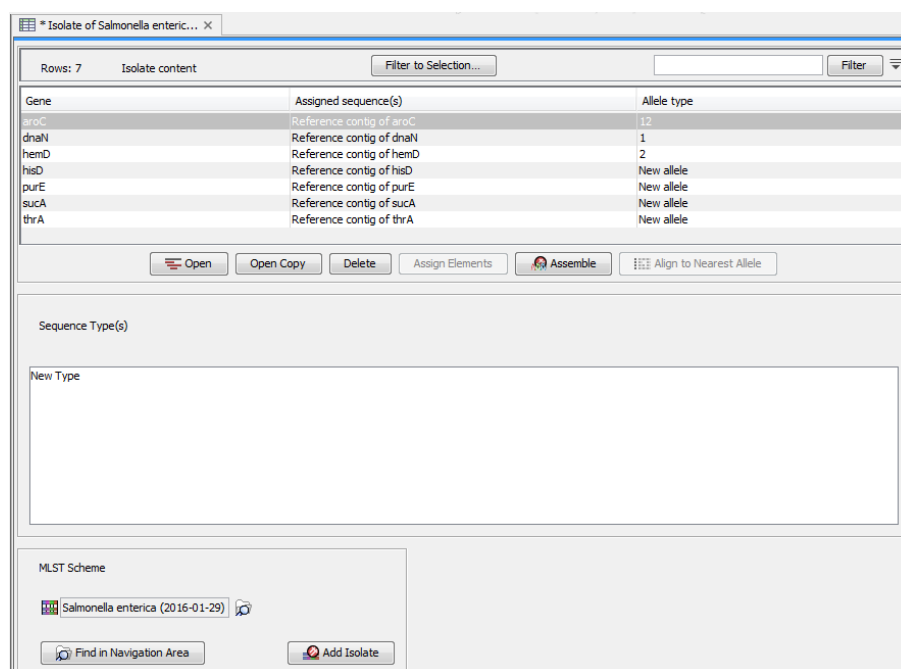 * Isolate of Salmonella enteric... ×
Rows: 7 Isolate content Filter to Selection... Filter
Gene Assigned sequence(s) Allele type
aroC Reference contig of aroC 12
dnaN Reference contig of dnaN 1
hemD Reference contig of hemD 2
hisD Reference contig of hisD New allele
purE Reference contig of purE New allele
sucA Reference contig of sucA New allele
thrA Reference contig of thrA New allele
Open Open Copy Delete Assign Elements Assemble Align to Nearest Allele
Sequence Type(s)
New Type
MLST Scheme
Salmonella enterica (2016-01-29)
Find in Navigation Area Add Isolate